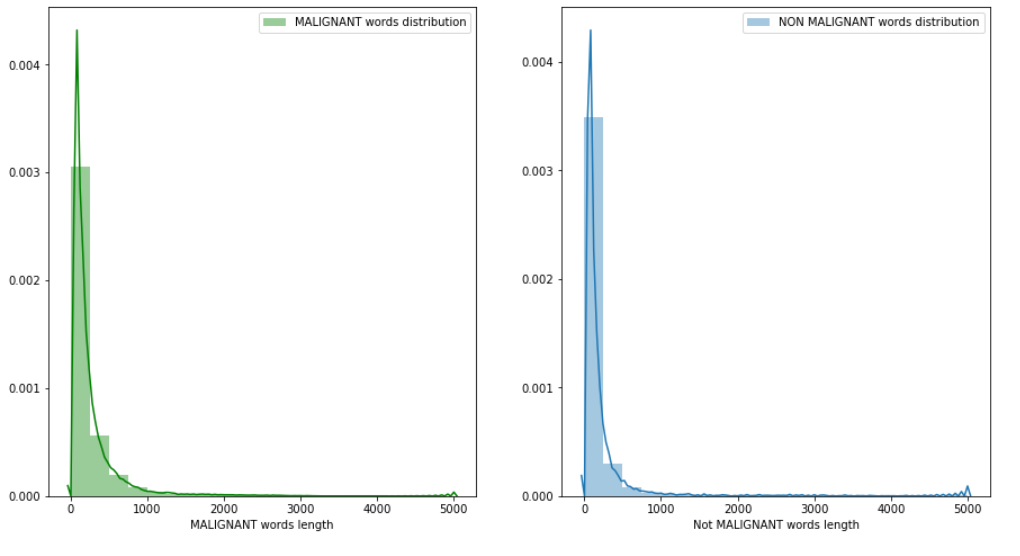 MALIGNANT words distribution
0.004
0.003
0.002
0.001
0.000
0 1000 2000 3000 4000 5000
MALIGNANT words length
NON MALIGNANT words distribution
0.004
0.003
0.002
0.001
0.000
0 1000 2000 3000 4000 5000
Not MALIGNANT words length